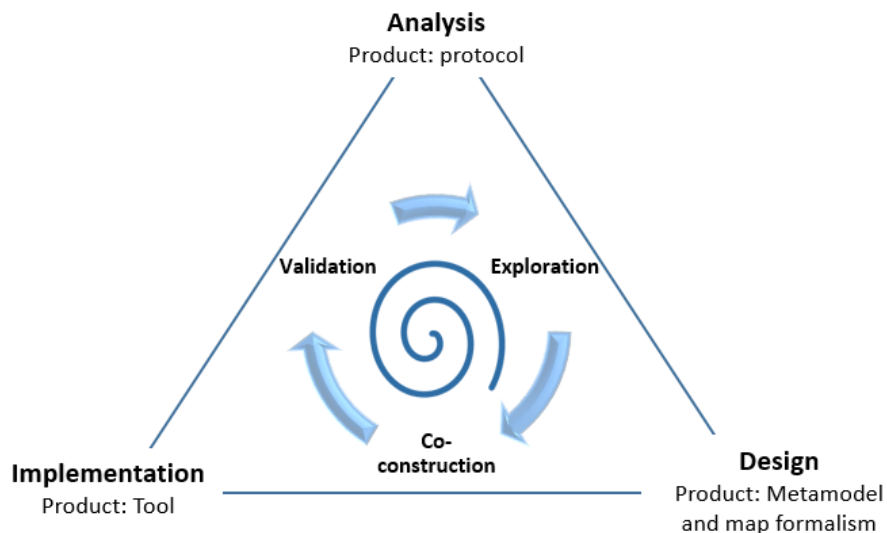 Analysis
Product: protocol
Validation
Exploration
Co-
construction
Implementation
Product: Tool
Design
Product: Metamodel
and map formalism